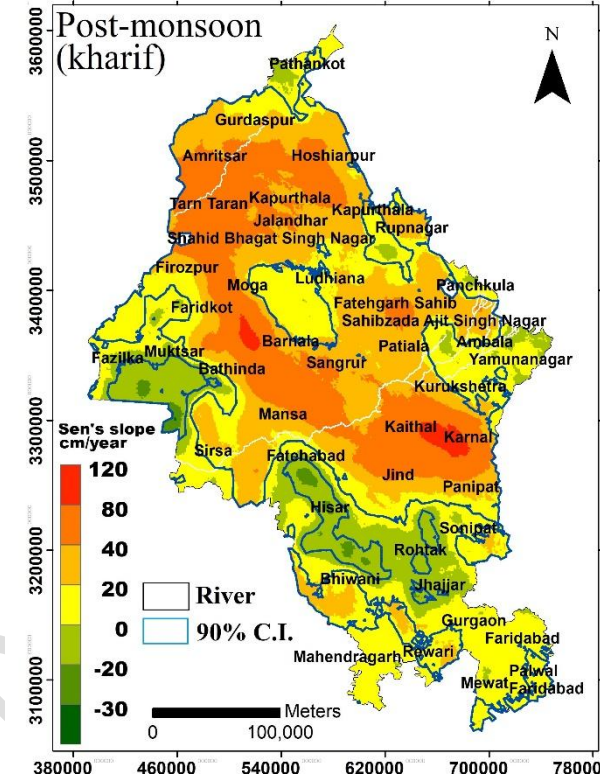 Post-monsoon
(kharif)
N
3600000
3500000
3400000
3300000
3200000
3100000
Pathankot
Gurdaspur
Amritsar
Hoshiarpur
Tarn Taran
Kapurthala
Kapurthala
Jalandhar
Rupnagar
Shahid Bhagat Singh Nagar
Firozpur
Ludhiana
Moga
Panchkula
Faridkot
Fatehgarh Sahib
Sahibzada Ajit Singh Nagar
Barnala
Patiala
Ambala
Fazilka
Muktsar
Sangrur
Yamunanagar
Bathinda
Kurukshetra
Mansa
Kaithal
Karnal
Sirsa
Fatehabad
Jind
Panipat
Hisar
Sonipat
Rohtak
Bhiwani
Jhajjar
Gurgaon
Faridabad
Mahendragarh
Rewari
Palwal
Mewat
Faridabad
Sen's slope
cm/year
120
80
40
20
0
-20
-30
River
90% C.I.
Meters
0
100,000
380000
460000
540000
620000
700000
780000